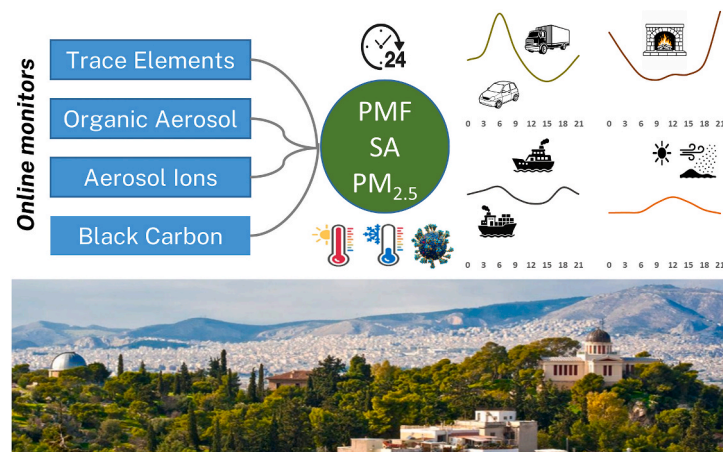 Online monitors
Trace Elements
Organic Aerosol
Aerosol Ions
Black Carbon
24
PMF
SA
PM₂.₅
0 3 6 9 12 15 18 21
0 3 6 9 12 15 18 21
0 3 6 9 12 15 18 21
0 3 6 9 12 15 18 21